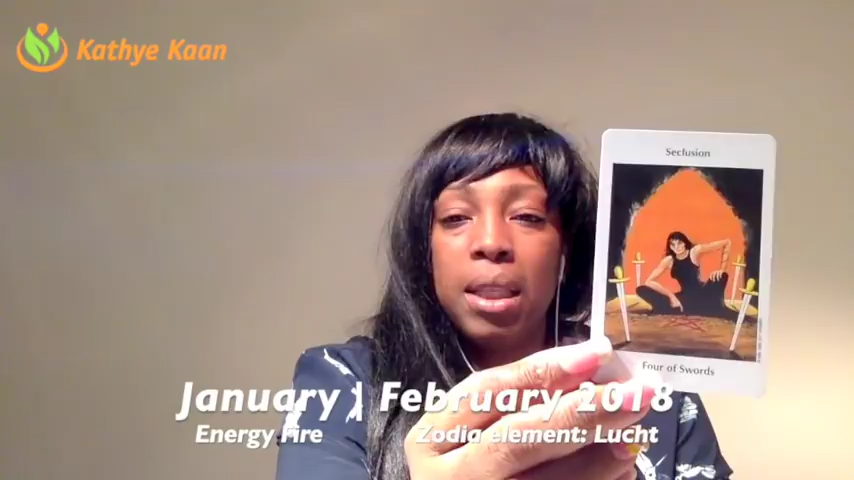 Kathye Kaan
Seclusion
Four of Swords
January | February 2018
Energy Fire
Zodia element: Lucht